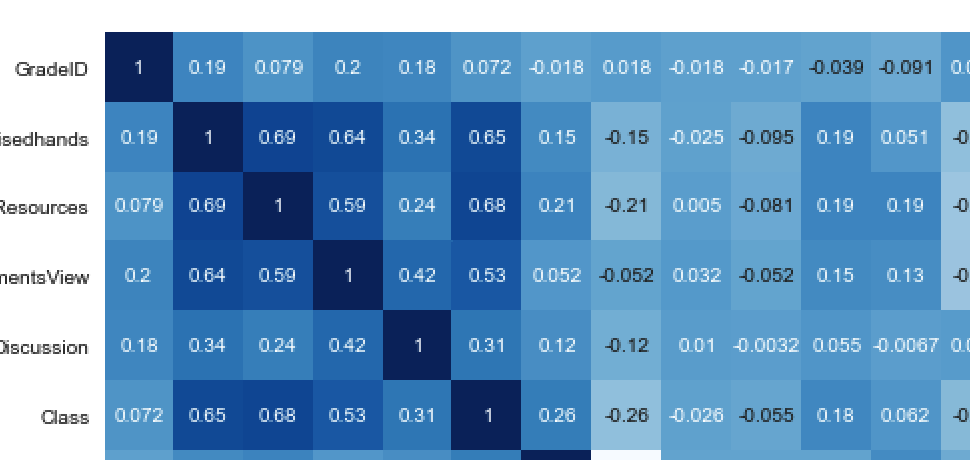 GradeID 1 0.19 0.079 0.2 0.18 0.072 -0.018 0.018 -0.018 -0.017 -0.039 -0.091
isedhands 0.19 1 0.69 0.64 0.34 0.65 0.15 -0.15 -0.025 -0.095 0.19 0.051
Resources 0.079 0.69 1 0.59 0.24 0.68 0.21 -0.21 0.005 -0.081 0.19 0.19
mentsView 0.2 0.64 0.59 1 0.42 0.53 0.052 -0.052 0.032 -0.052 0.15 0.13
Discussion 0.18 0.34 0.24 0.42 1 0.31 0.12 -0.12 0.01 -0.0032 0.055 -0.0067
Class 0.072 0.65 0.68 0.53 0.31 1 0.26 -0.26 -0.026 -0.055 0.18 0.062